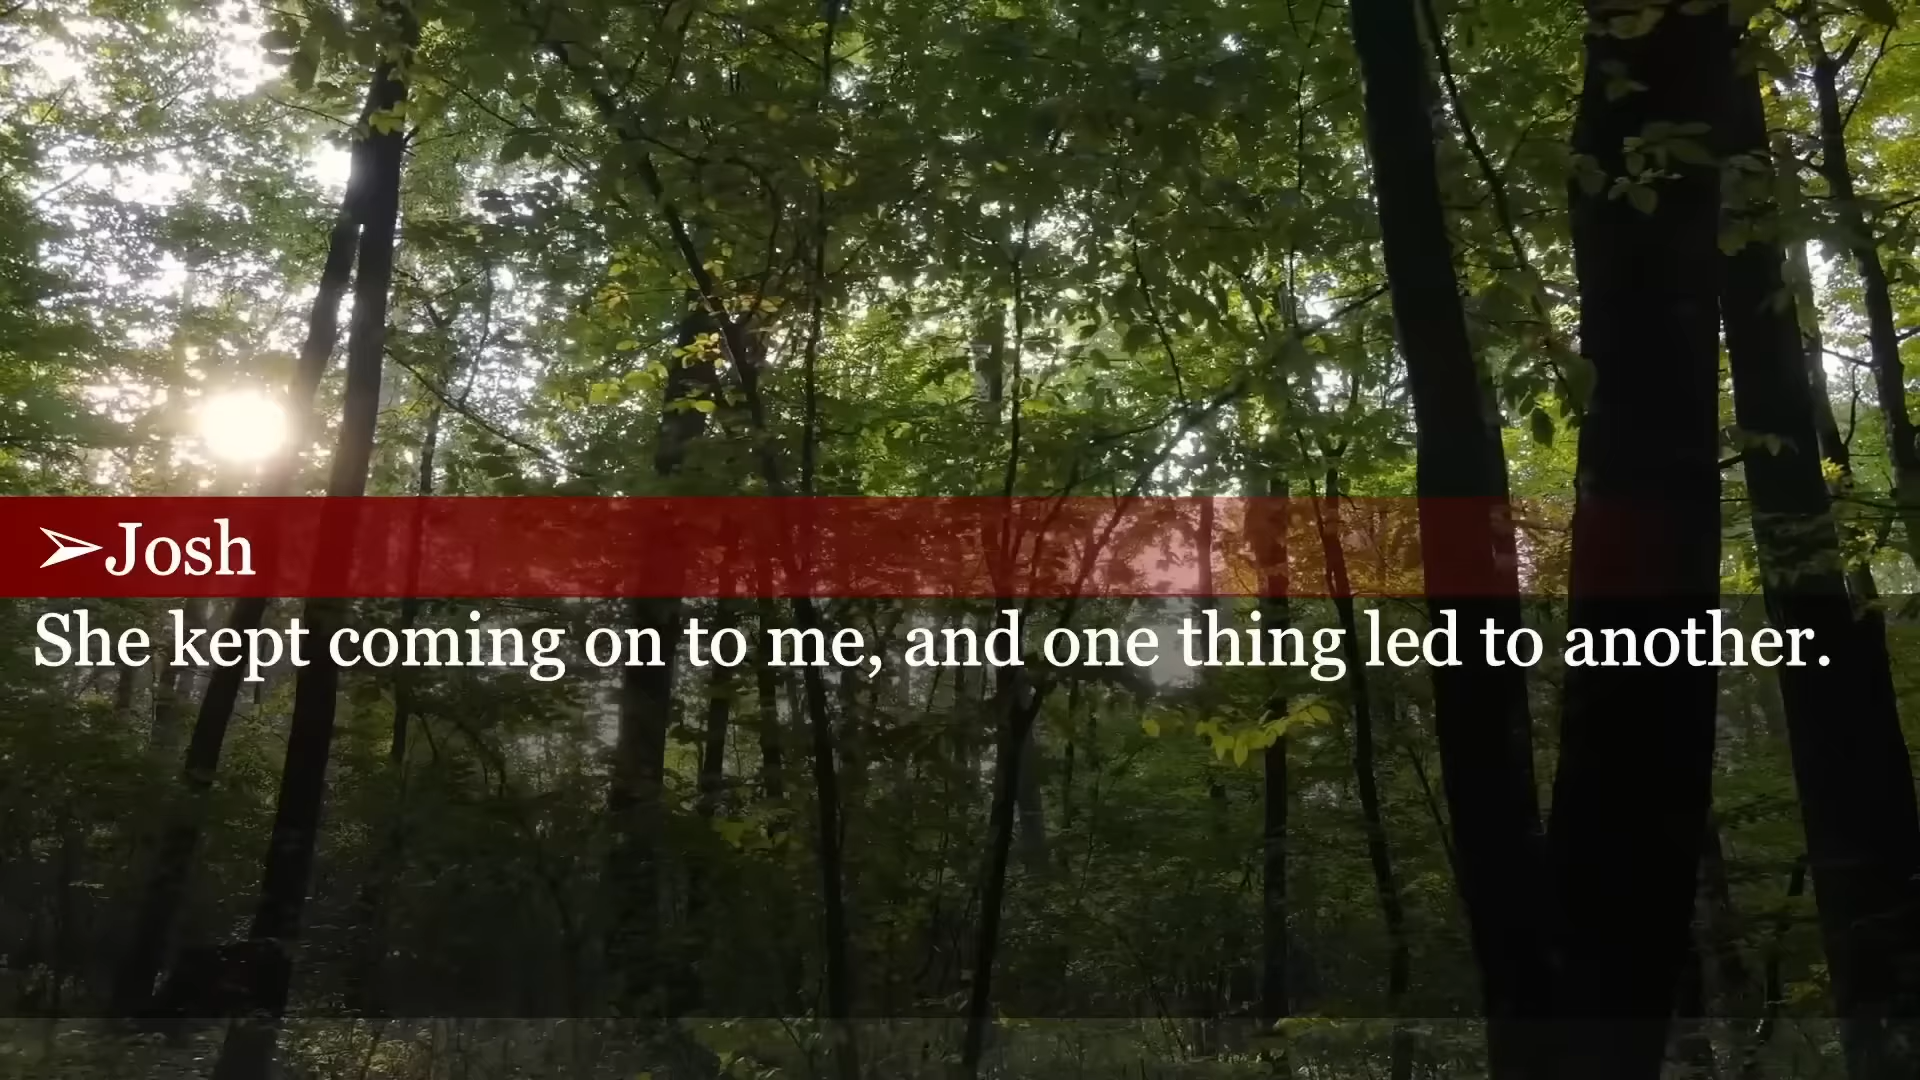 ➢Josh
She kept coming on to me, and one thing led to another.